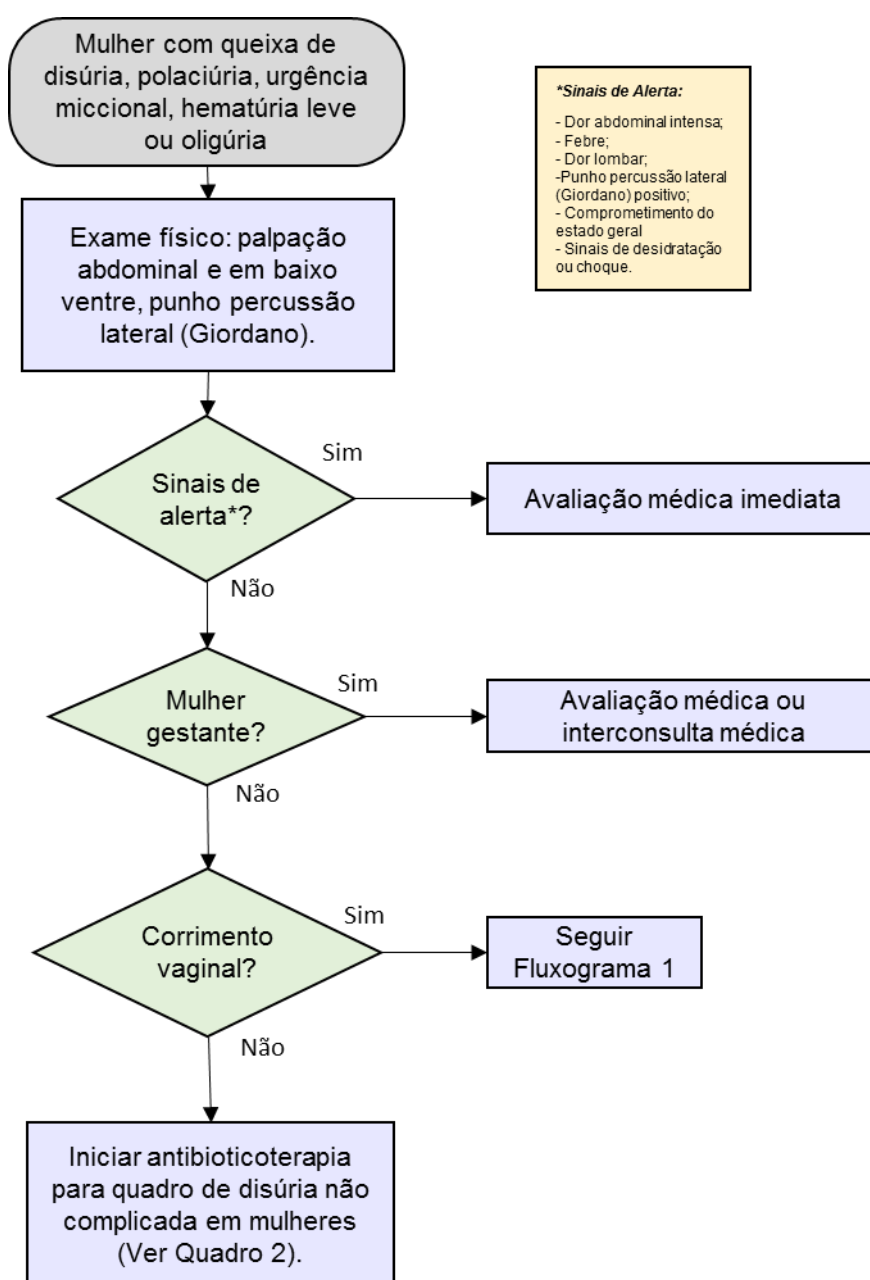 Mulher com queixa de
disúria, polaciúria, urgência
miccional, hematúria leve
ou oligúria
*Sinais de Alerta:
- Dor abdominal intensa;
- Febre;
- Dor lombar;
-Punho percussão lateral
(Giordano) positivo;
- Comprometimento do
estado geral
- Sinais de desidratação
ou choque.
Exame físico: palpação
abdominal e em baixo
ventre, punho percussão
lateral (Giordano).
Sinais de
alerta*?
Sim
Avaliação médica imediata
Não
Mulher
gestante?
Sim
Avaliação médica ou
interconsulta médica
Não
Corrimento
vaginal?
Sim
Seguir
Fluxograma 1
Não
Iniciar antibioticoterapia
para quadro de disúria não
complicada em mulheres
(Ver Quadro 2).